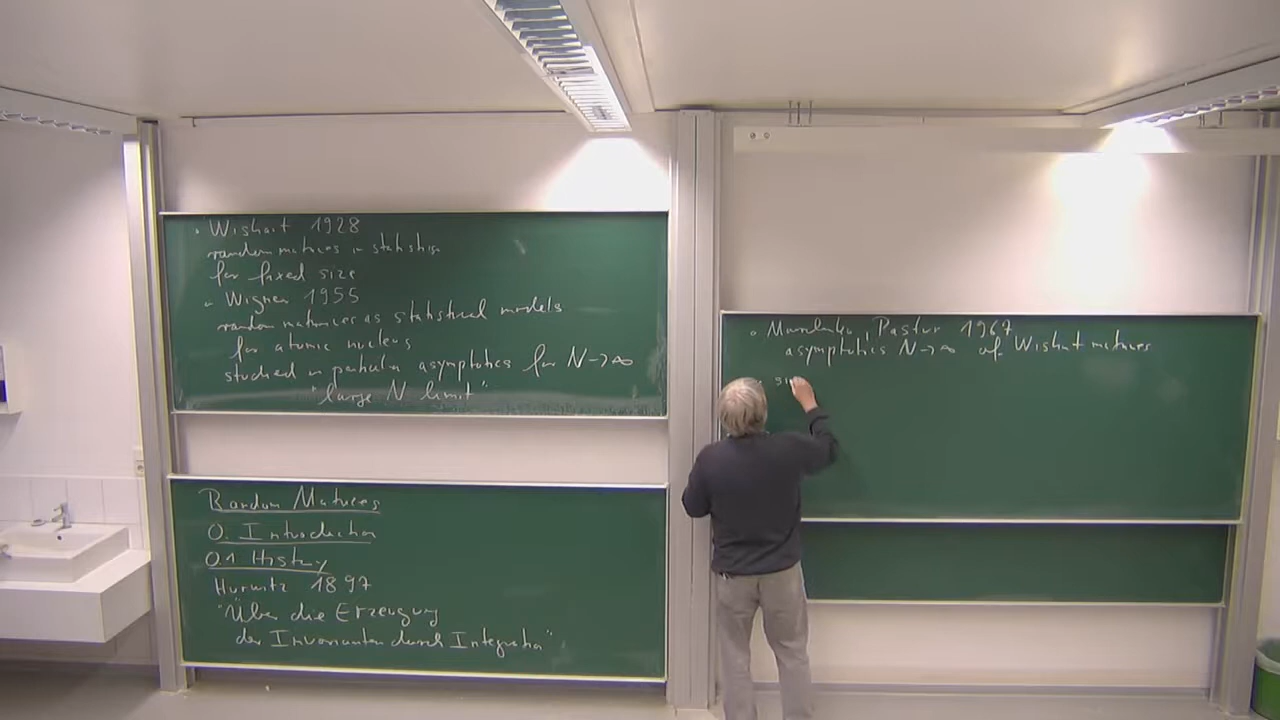 • Wishart 1928
random matrices in statistics
for fixed size
• Wigner 1955
random matrices as statistical models
for atomic nucleus
studied in particular asymptotics for N→∞
"large N limit"
Random Matrices
0. Introduction
0.1 History
Hurwitz 1897
"Über die Erzeugung
der Invarianten durch Integration"
• Marchenko, Pastur 1967
asymptotics N→∞ of Wishart matrices
si